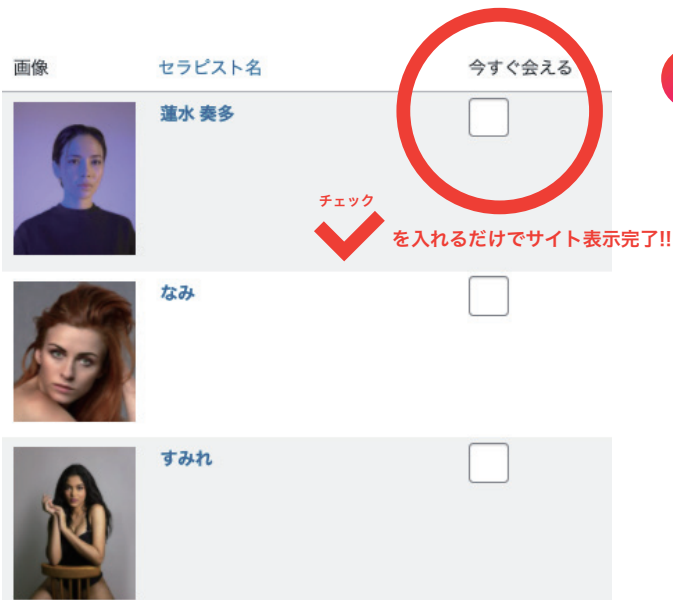 画像 セラピスト名 今すぐ会える
蓮水 奏多
チェック
を入れるだけでサイト表示完了!!
なみ
すみれ